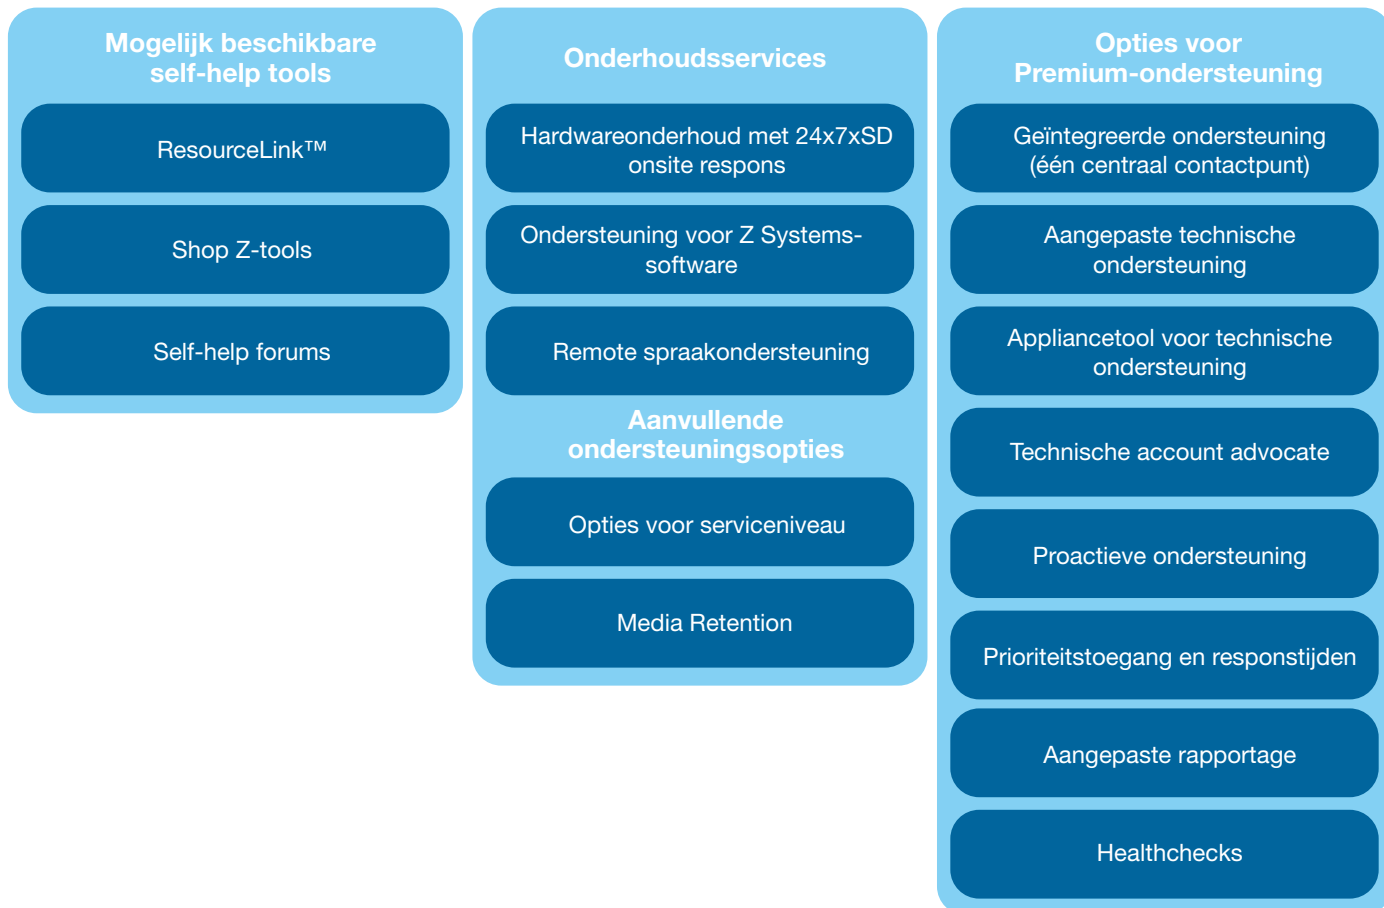 Mogelijk beschikbare
self-help tools
ResourceLink™
Shop Z-tools
Self-help forums
Onderhoudsservices
Hardwareonderhoud met 24x7xSD
onsite respons
Ondersteuning voor Z Systems-
software
Remote spraakondersteuning
Aanvullende
ondersteuningsopties
Opties voor serviceniveau
Media Retention
Opties voor
Premium-ondersteuning
Geïntegreerde ondersteuning
(één centraal contactpunt)
Aangepaste technische
ondersteuning
Appliancetool voor technische
ondersteuning
Technische account advocate
Proactieve ondersteuning
Prioriteitstoegang en responstijden
Aangepaste rapportage
Healthchecks